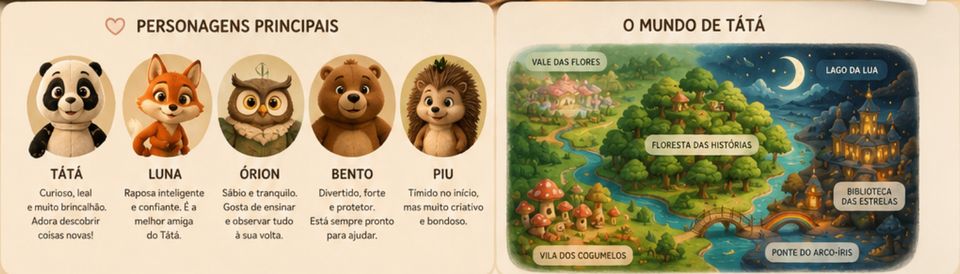 PERSONAGENS PRINCIPAIS
TÁTÁ
Curioso, leal
e muito brincalhão.
Adora descobrir
coisas novas!
LUNA
Raposa inteligente
e confiante. É a
melhor amiga
do Tátá.
ÓRION
Sábio e tranquilo.
Gosta de ensinar
e observar tudo
à sua volta.
BENTO
Divertido, forte
e protetor.
Está sempre pronto
para ajudar.
PIU
Tímido no início,
mas muito criativo
e bondoso.
O MUNDO DE TÁTÁ
VALE DAS FLORES
LAGO DA LUA
FLORESTA DAS HISTÓRIAS
BIBLIOTECA
DAS ESTRELAS
VILA DOS COGUMELOS
PONTE DO ARCO-ÍRIS